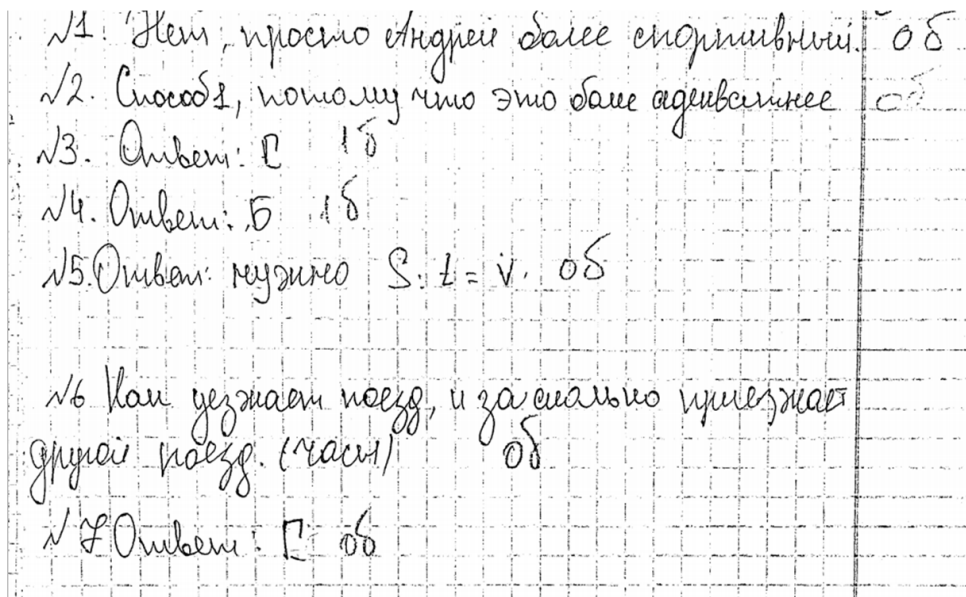 №1. Нет, просто Андрей более спортивный. 0б
№2. Способ 1, потому что это боле адекватнее 0б
№3. Ответ: С 1б
№4. Ответ: Б 1б
№5. Ответ: нужно S : t = v. 0б
№6 Как уезжает поезд, и за сколько приезжает
другой поезд. (часы) 0б
№7 Ответ: С 0б